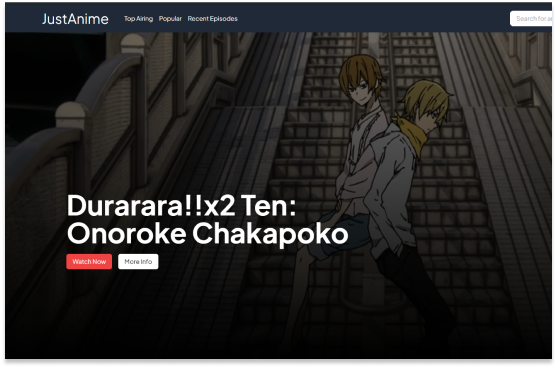 JustAnime
Top Airing Popular Recent Episodes
Search for a
Durarara!!x2 Ten:
Onoroke Chakapoko
Watch Now More Info